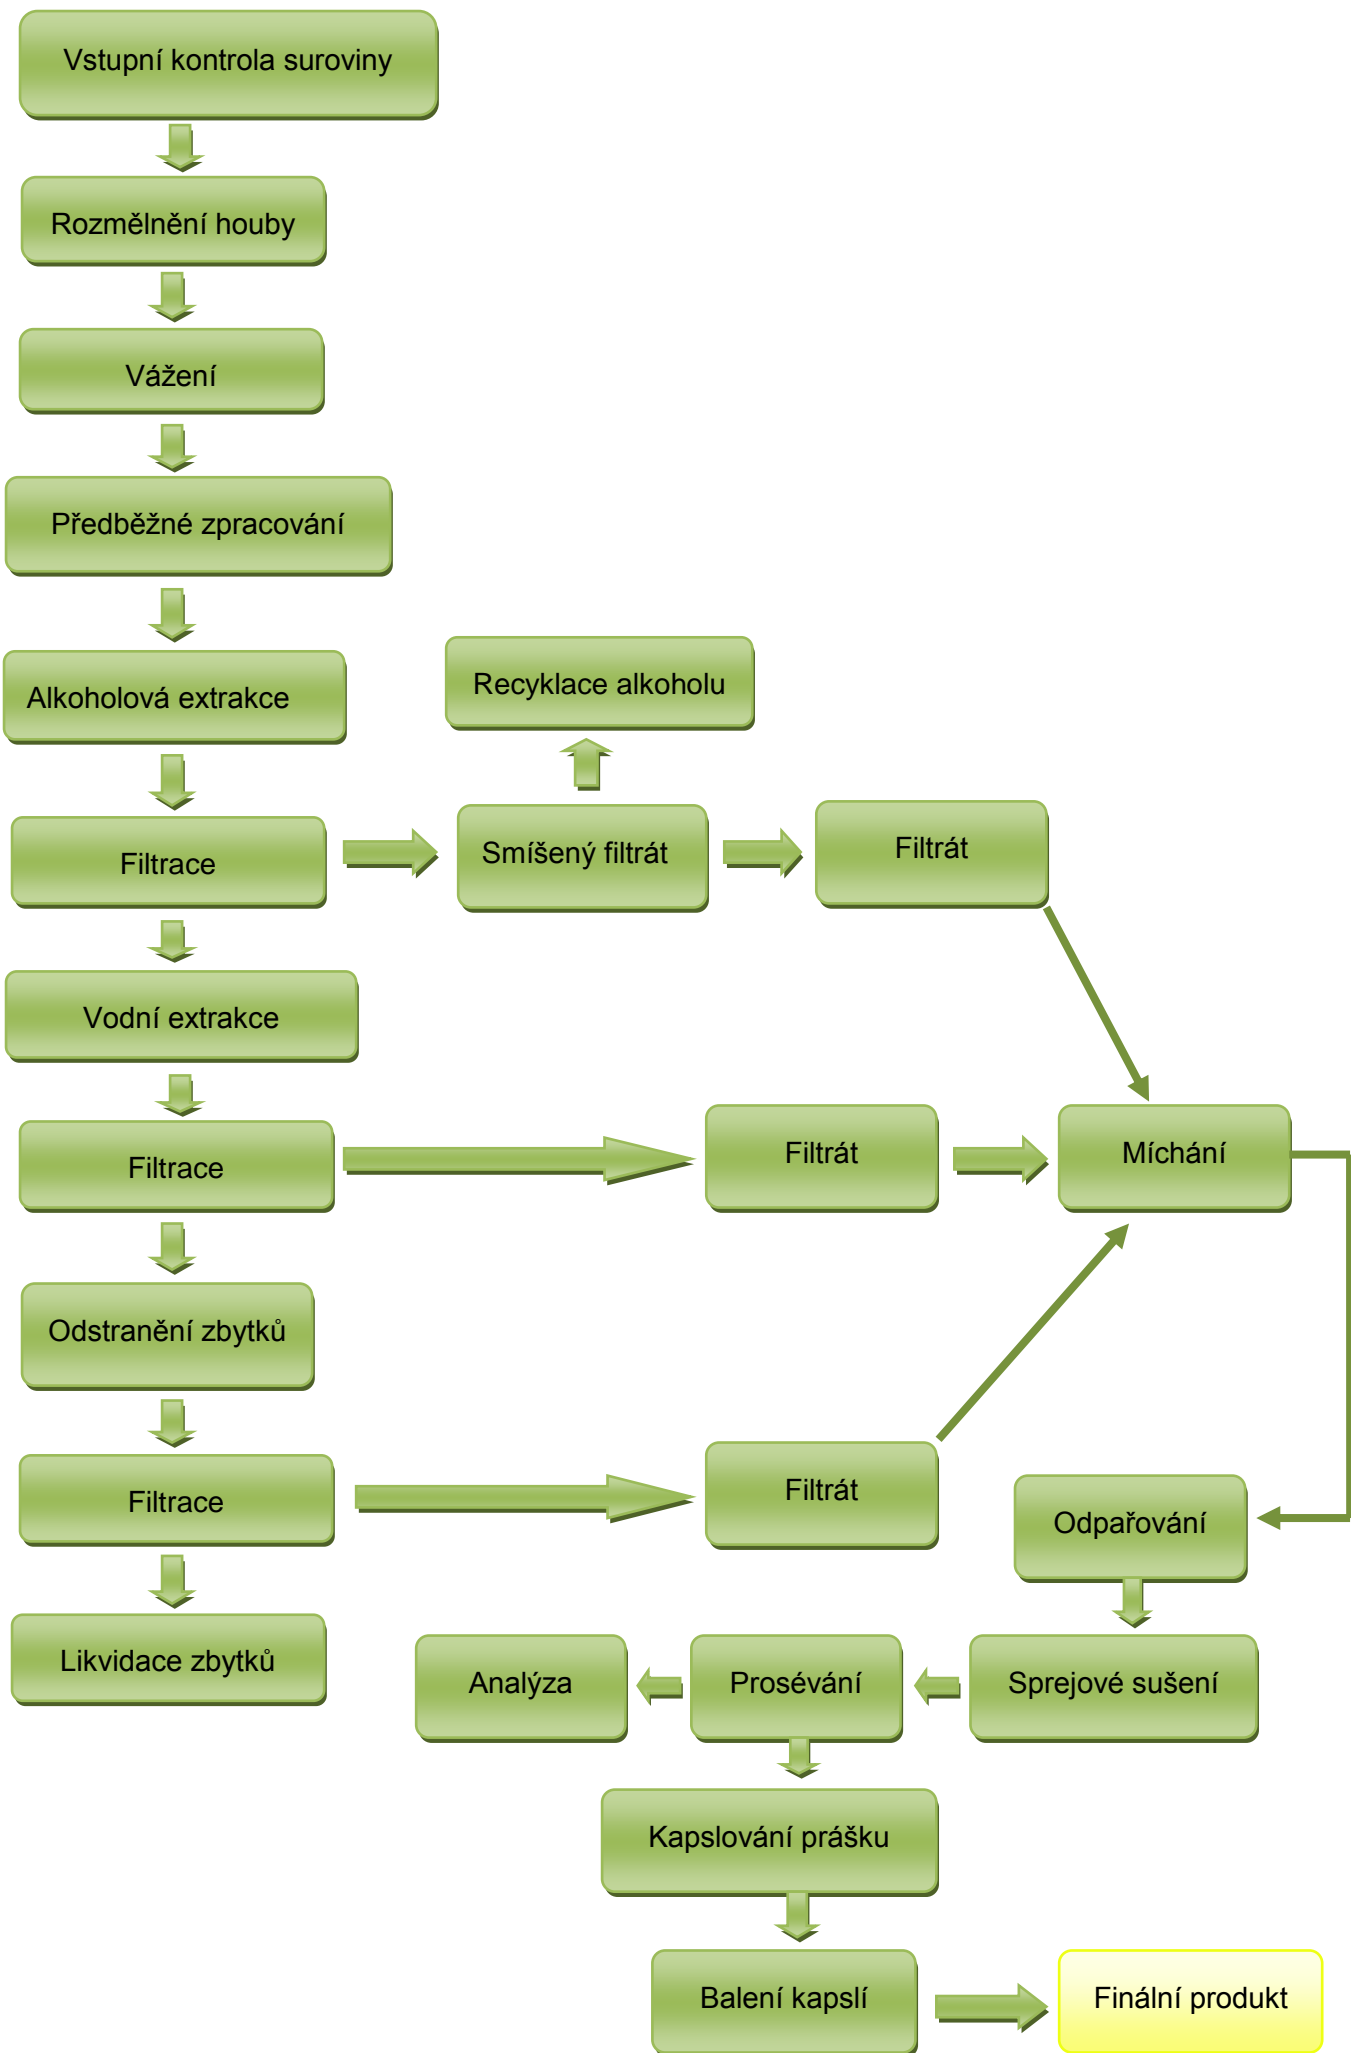 Vstupní kontrola suroviny
Rozmělnění houby
Vážení
Předběžné zpracování
Alkoholová extrakce
Recyklace alkoholu
Filtrace
Smíšený filtrát
Filtrát
Vodní extrakce
Filtrace
Filtrát
Míchání
Odstranění zbytků
Filtrace
Filtrát
Odpařování
Likvidace zbytků
Analýza
Prosévání
Sprejové sušení
Kapslování prášku
Balení kapslí
Finální produkt